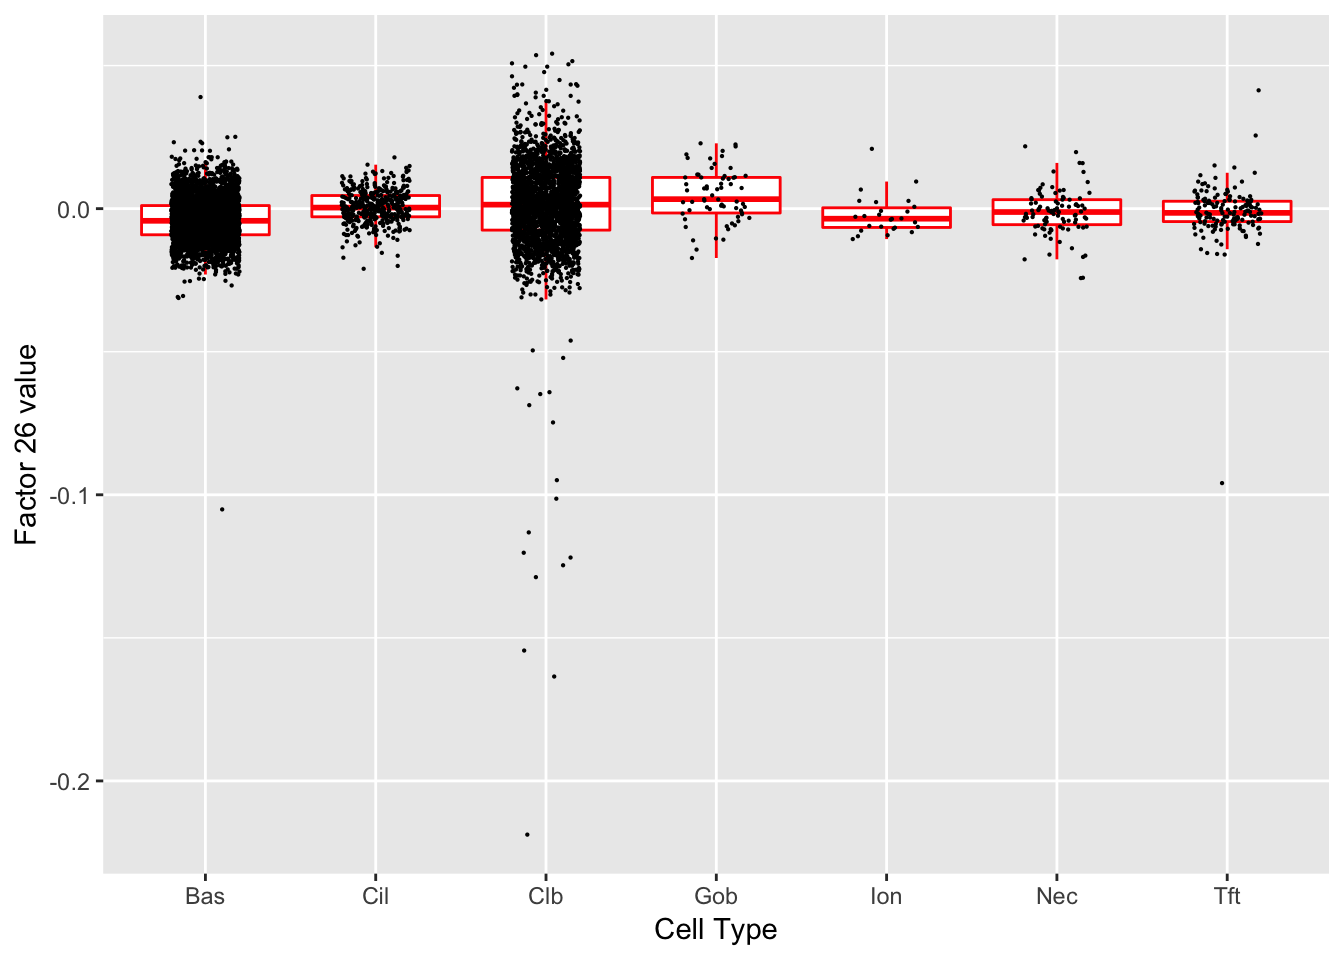 Factor 26 value
0.0
-0.1
-0.2
Bas Cil Clb Gob Ion Nec Tft
Cell Type